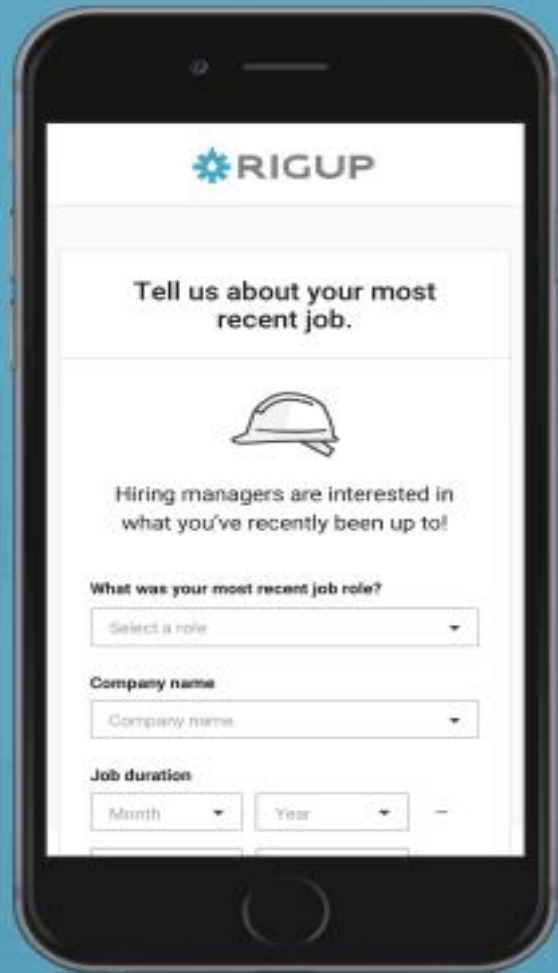 RIGUP
Tell us about your most
recent job.
Hiring managers are interested in
what you've recently been up to!
What was your most recent job role?
Select a role
Company name
Company name
Job duration
Month Year –